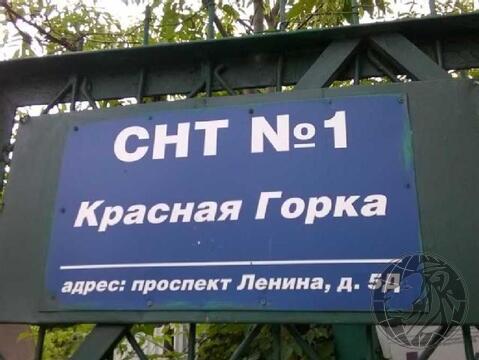 СНТ №1
Красная Горка
адрес: проспект Ленина, д. 5Д